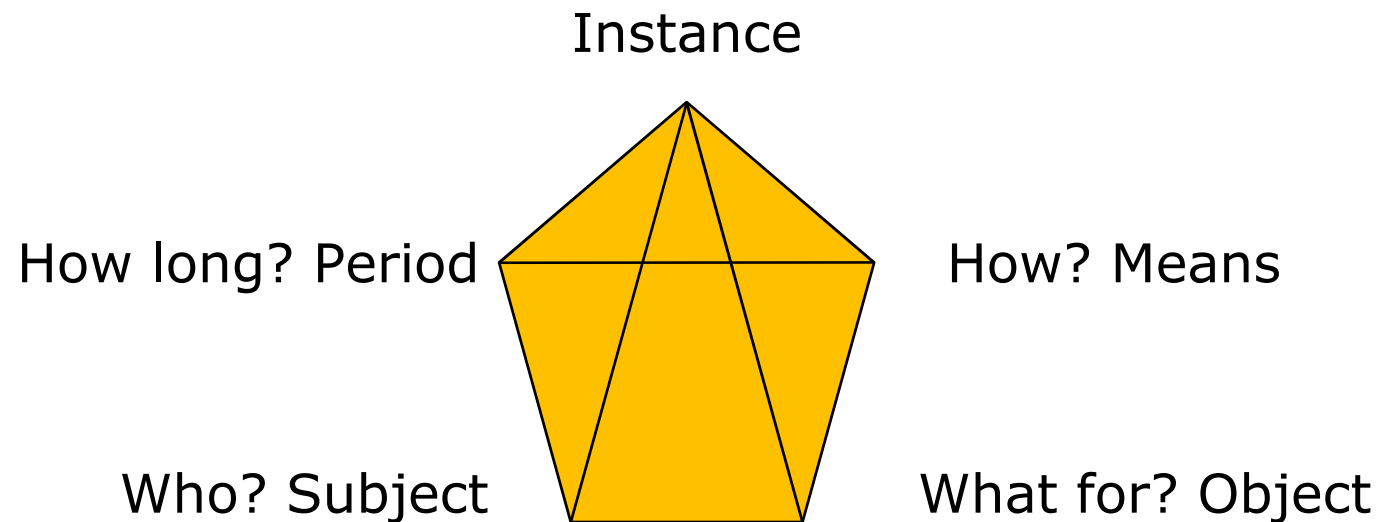 Instance
How long? Period
How? Means
Who? Subject
What for? Object